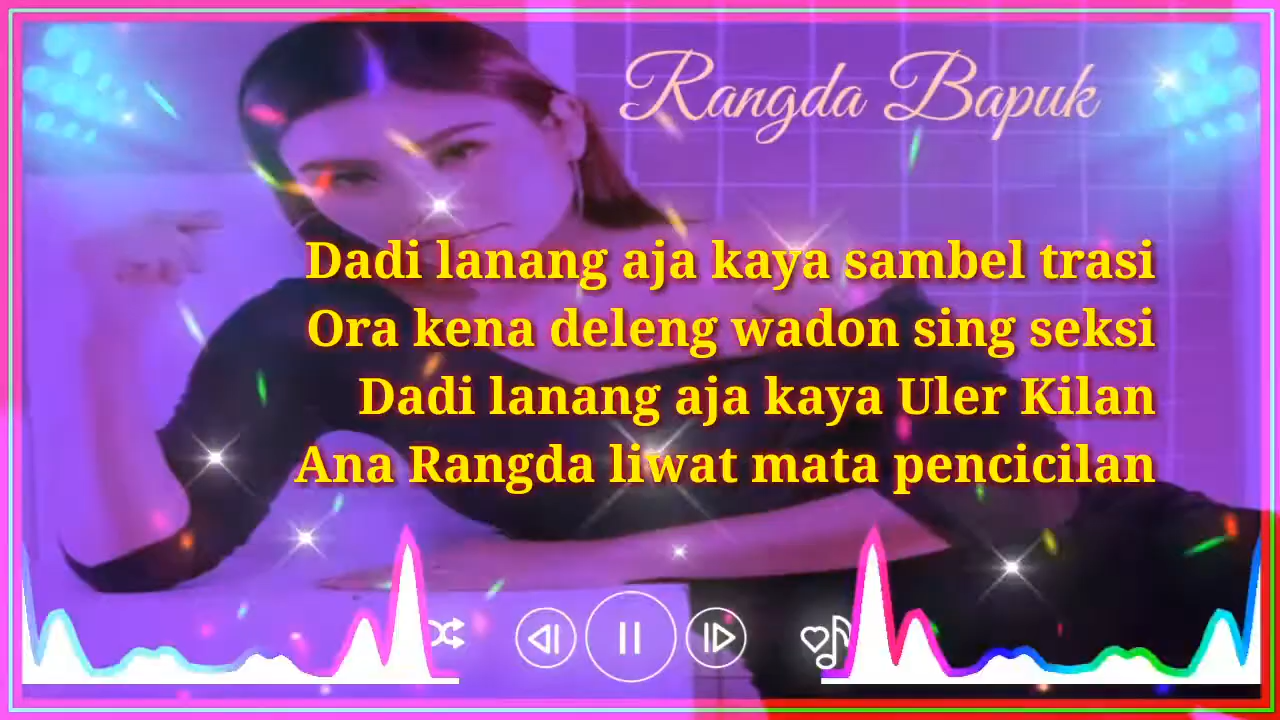 Rangda Bapuk
Dadi lanang aja kaya sambel trasi
Ora kena deleng wadon sing seksi
Dadi lanang aja kaya Uler Kilan
Ana Rangda liwat mata pencicilan